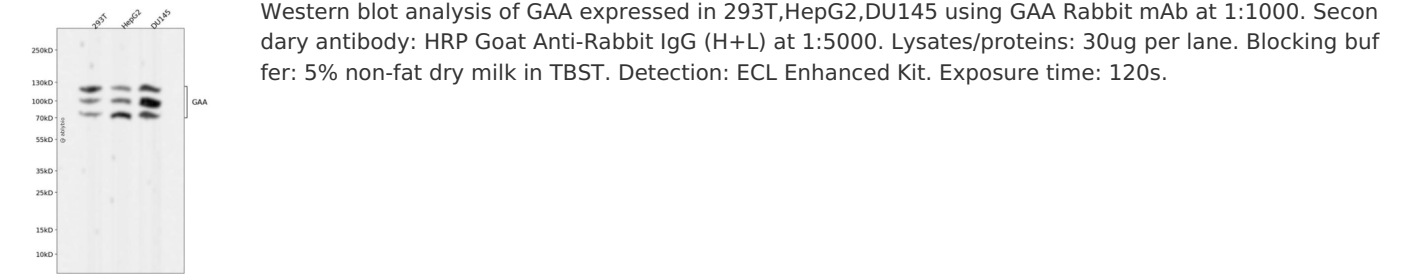 293T
HepG2
DU145
250kD
130kD
100kD
70kD
55kD
35kD
25kD
15kD
10kD
GAA
@ abiybio
Western blot analysis of GAA expressed in 293T,HepG2,DU145 using GAA Rabbit mAb at 1:1000. Secon
dary antibody: HRP Goat Anti-Rabbit IgG (H+L) at 1:5000. Lysates/proteins: 30ug per lane. Blocking buf
fer: 5% non-fat dry milk in TBST. Detection: ECL Enhanced Kit. Exposure time: 120s.